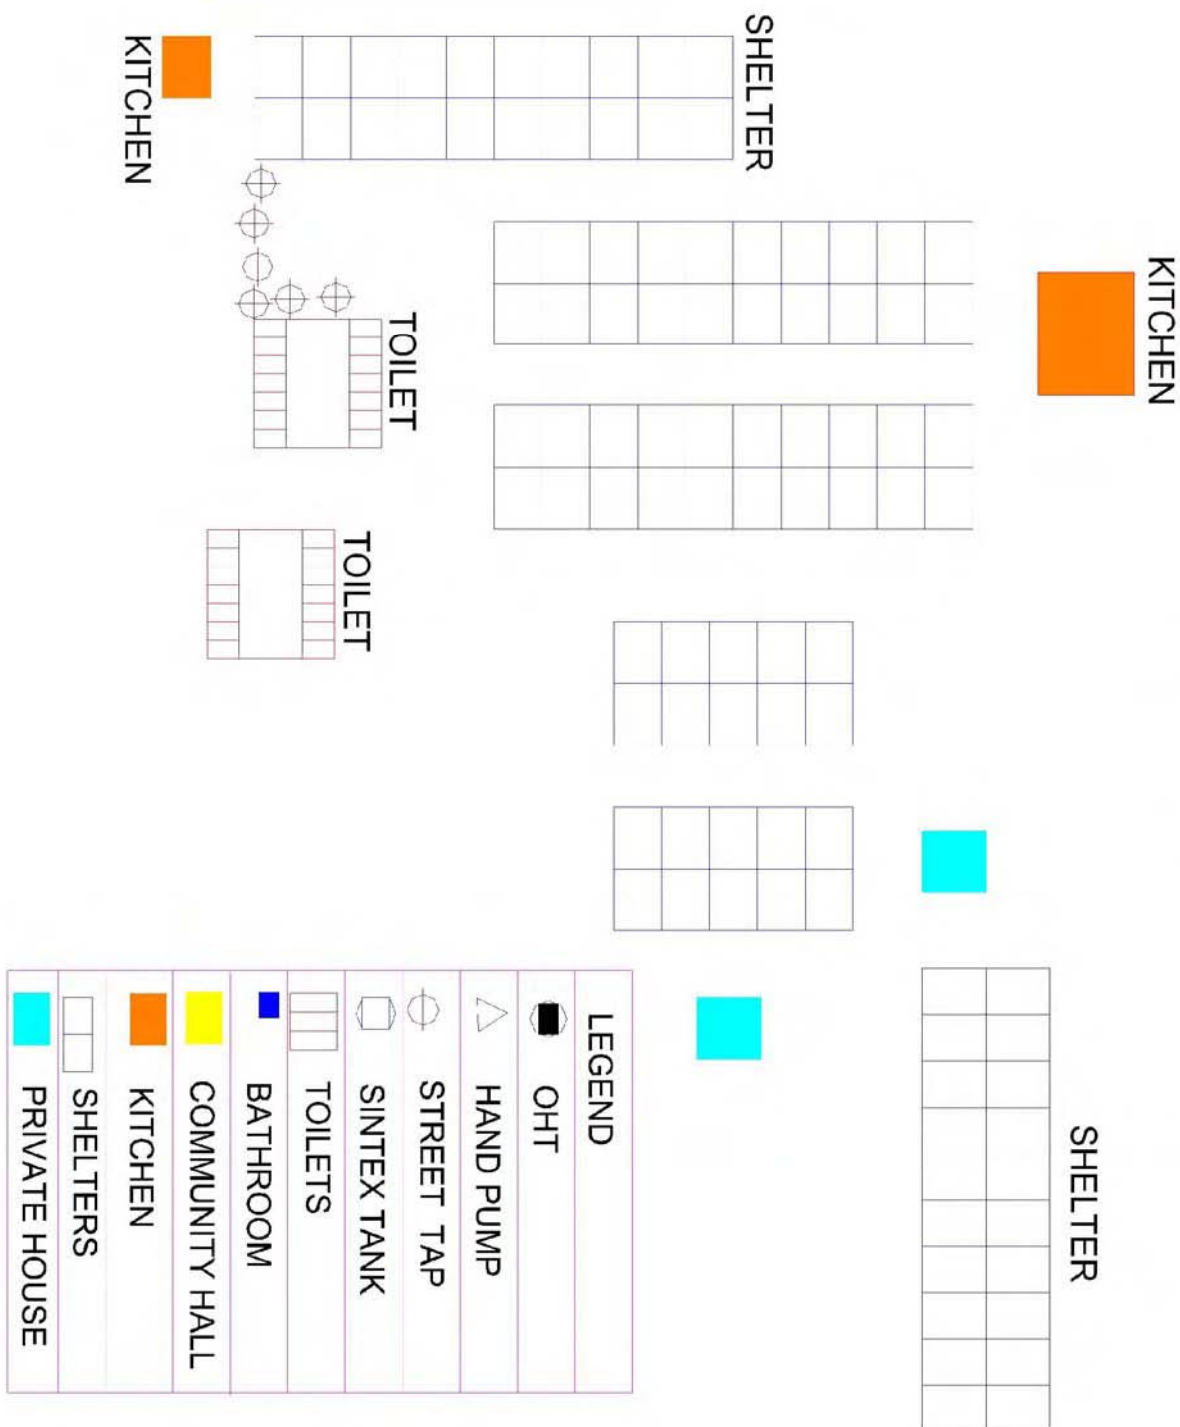 SHELTER
KITCHEN
KITCHEN
TOILET
TOILET
SHELTER
LEGEND
OHT
HAND PUMP
STREET TAP
SINTEX TANK
TOILETS
BATHROOM
COMMUNITY HALL
KITCHEN
SHELTERS
PRIVATE HOUSE